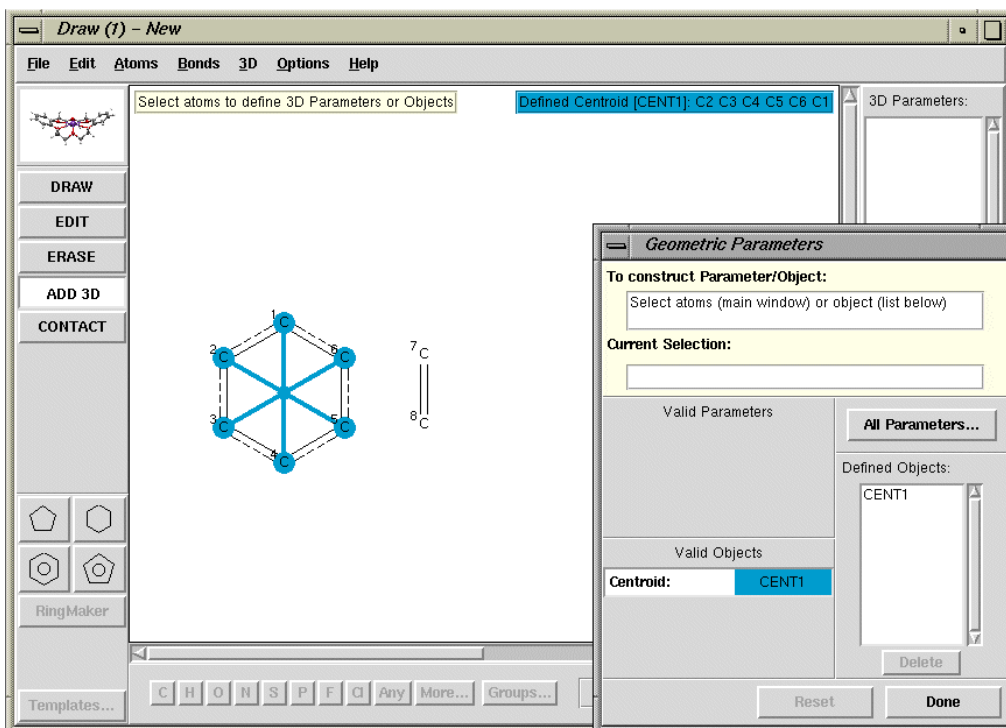 Draw (1) – New
File Edit Atoms Bonds 3D Options Help
Select atoms to define 3D Parameters or Objects
Defined Centroid [CENT1]: C2 C3 C4 C5 C6 C1
3D Parameters:
DRAW
EDIT
ERASE
ADD 3D
CONTACT
1 C
2 C
6 C
3 C
5 C
4 C
7 C
8 C
Geometric Parameters
To construct Parameter/Object:
Select atoms (main window) or object (list below)
Current Selection:
Valid Parameters
All Parameters...
Defined Objects:
CENT1
Valid Objects
Centroid: CENT1
Delete
Reset Done
RingMaker
Templates...
C H O N S P F Cl Any More... Groups...